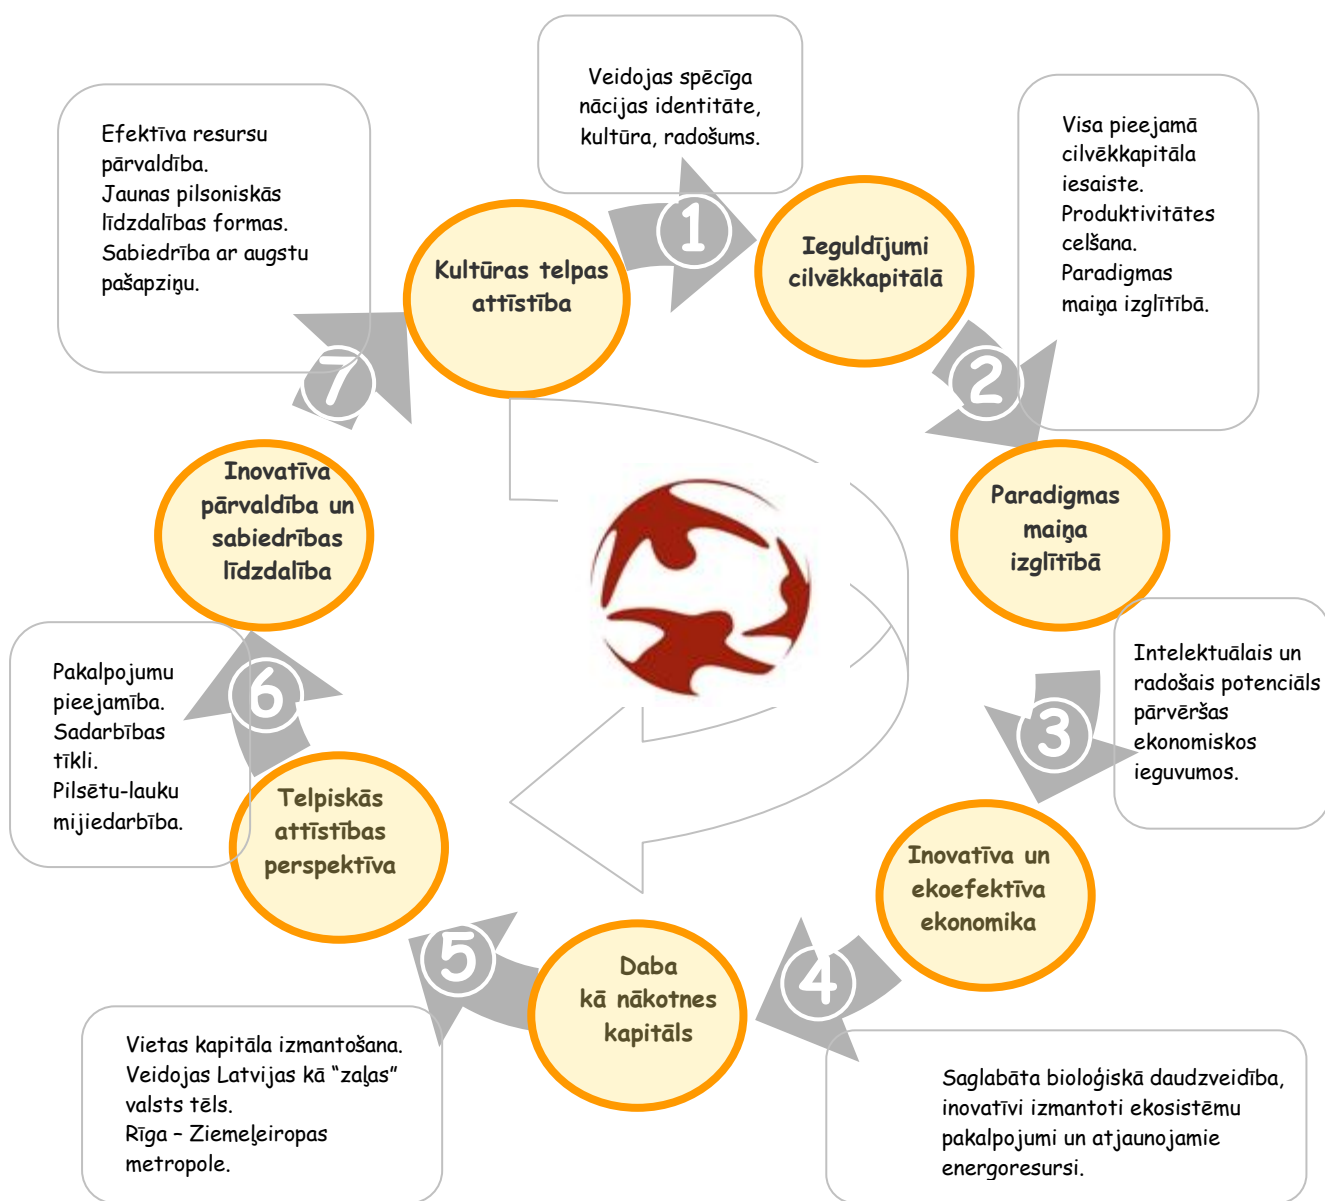 Veidojas spēcīga
nācijas identitāte,
kultūra, radošums.
1
Efektīva resursu
pārvaldība.
Jaunas pilsoniskās
līdzdalības formas.
Sabiedrība ar augstu
pašapziņu.
Visa pieejamā
cilvēkkapitāla
iesaiste.
Produktivitātes
celšana.
Paradigmas
maiņa izglītībā.
Kultūras telpas
attīstība
Ieguldījumi
cilvēkkapitālā
7
2
Inovatīva
pārvaldība un
sabiedrības
līdzdalība
Paradigmas
maiņa
izglītībā
Pakalpojumu
pieejamība.
Sadarbības
tīkli.
Pilsētu-lauku
mijiedarbība.
6
3
Intelektuālais un
radošais potenciāls
pārvēršas
ekonomiskos
ieguvumos.
Telpiskās
attīstības
perspektīva
Inovatīva un
ekoefektīva
ekonomika
5
Daba
kā nākotnes
kapitāls
4
Vietas kapitāla izmantošana.
Veidojas Latvijas kā “zaļas”
valsts tēls.
Rīga – Ziemeļeiropas
metropole.
Saglabāta bioloģiskā daudzveidība,
inovatīvi izmantoti ekosistēmu
pakalpojumi un atjaunojamie
energoresursi.